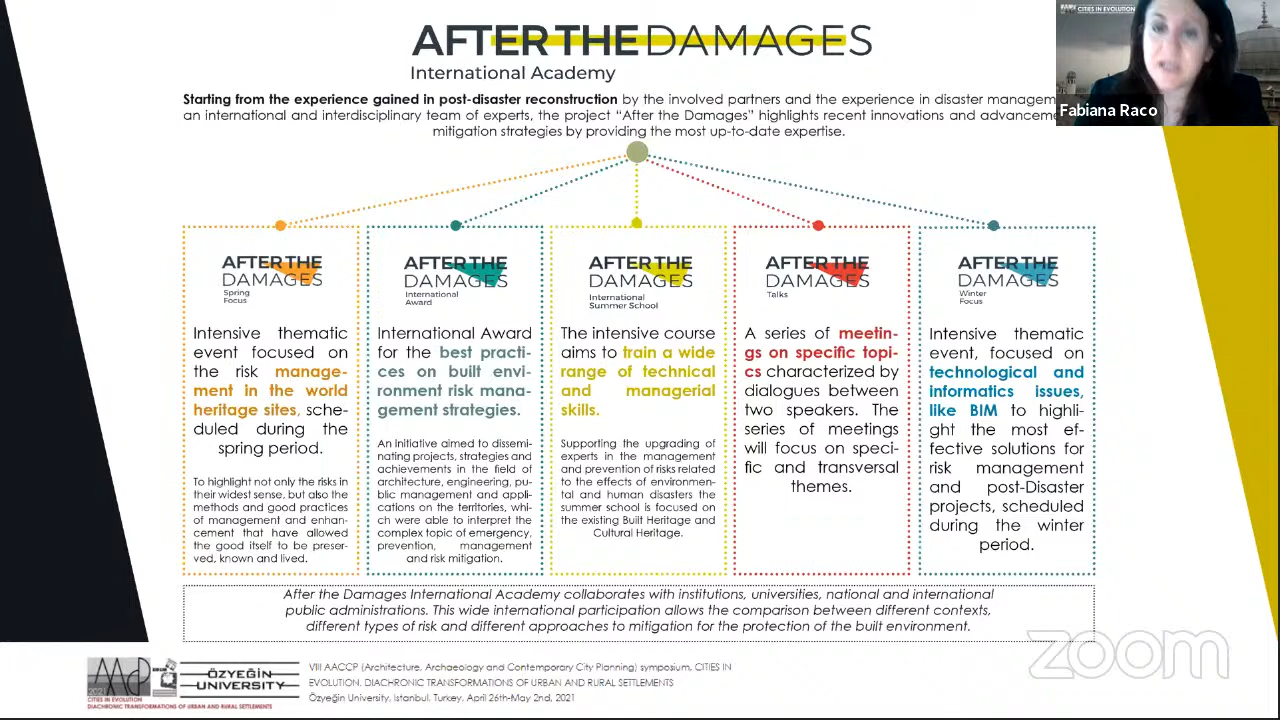 CITIES IN EVOLUTION
Fabiana Raco
AFTER THE DAMAGES
International Academy
Starting from the experience gained in post-disaster reconstruction by the involved partners and the experience in disaster
an international and interdisciplinary team of experts, the project “After the Damages” highlights recent innovations and
mitigation strategies by providing the most up-to-date expertise.
AFTER THE
DAMAGES
Spring
Focus
Intensive thematic
event focused on
the risk manage-
ment in the world
heritage sites, sche-
duled during the
spring period.
To highlight not only the risks in
their widest sense, but also the
methods and good practices
of management and enhan-
cement that have allowed
the good itself to be preser-
ved, known and lived.
AFTER THE
DAMAGES
International
Award
International Award
for the best practi-
ces on built envi-
ronment risk mana-
gement strategies.
An initiative aimed to dissemi-
nating projects, strategies and
achievements in the field of
architecture, engineering, pu-
blic management and appli-
cations on the territories, whi-
ch were able to interpret the
complex topic of emergency,
prevention, management
and risk mitigation.
AFTER THE
DAMAGES
International
Summer School
The intensive course
aims to train a wide
range of technical
and managerial
skills.
Supporting the upgrading of
experts in the management
and prevention of risks related
to the effects of environmen-
tal and human disasters the
summer school is focused on
the existing Built Heritage and
Cultural Heritage.
AFTER THE
DAMAGES
Talks
A series of meetin-
gs on specific topi-
cs characterized by
dialogues between
two speakers. The
series of meetings
will focus on speci-
fic and transversal
themes.
AFTER THE
DAMAGES
Winter
Focus
Intensive thematic
event, focused on
technological and
informatics issues,
like BIM to highli-
ght the most ef-
fective solutions for
risk management
and post-Disaster
projects, scheduled
during the winter
period.
After the Damages International Academy collaborates with institutions, universities, national and international
public administrations. This wide international participation allows the comparison between different contexts,
different types of risk and different approaches to mitigation for the protection of the built environment.
zoom
AACCP
2021
CITIES IN EVOLUTION
DIACHRONIC TRANSFORMATIONS OF URBAN AND RURAL SETTLEMENTS
ÖZYEĞİN
UNIVERSITY
VIII AACCP (Architecture, Archaeology and Contemporary City Planning) symposium. CITIES IN
EVOLUTION. DIACHRONIC TRANSFORMATIONS OF URBAN AND RURAL SETTLEMENTS
Özyeğin University, Istanbul, Turkey. April 26th-May 2nd, 2021